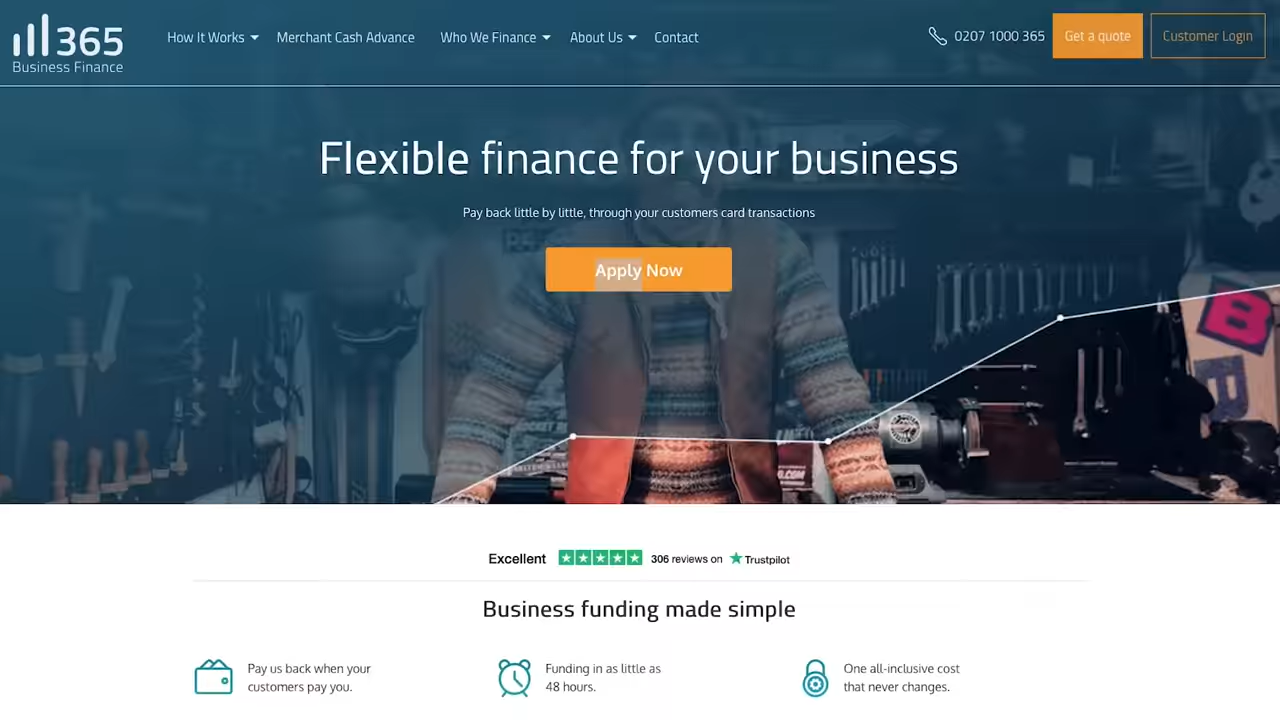 365
Business Finance
How It Works
Merchant Cash Advance
Who We Finance
About Us
Contact
0207 1000 365
Get a quote
Customer Login
Flexible finance for your business
Pay back little by little, through your customers card transactions
Apply Now
B
Excellent
306 reviews on
Trustpilot
Business funding made simple
Pay us back when your
customers pay you.
Funding in as little as
48 hours.
One all-inclusive cost
that never changes.